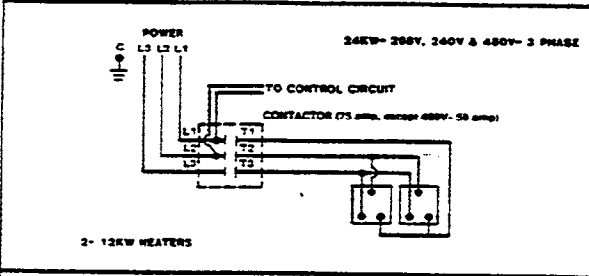 POWER
G L3 L2 L1
24KW- 208V, 240V & 480V- 3 PHASE
TO CONTROL CIRCUIT
CONTACTOR (75 amp, except 480V- 50 amp)
L1 T1
L2 T2
L3 T3
2- 12KW HEATERS